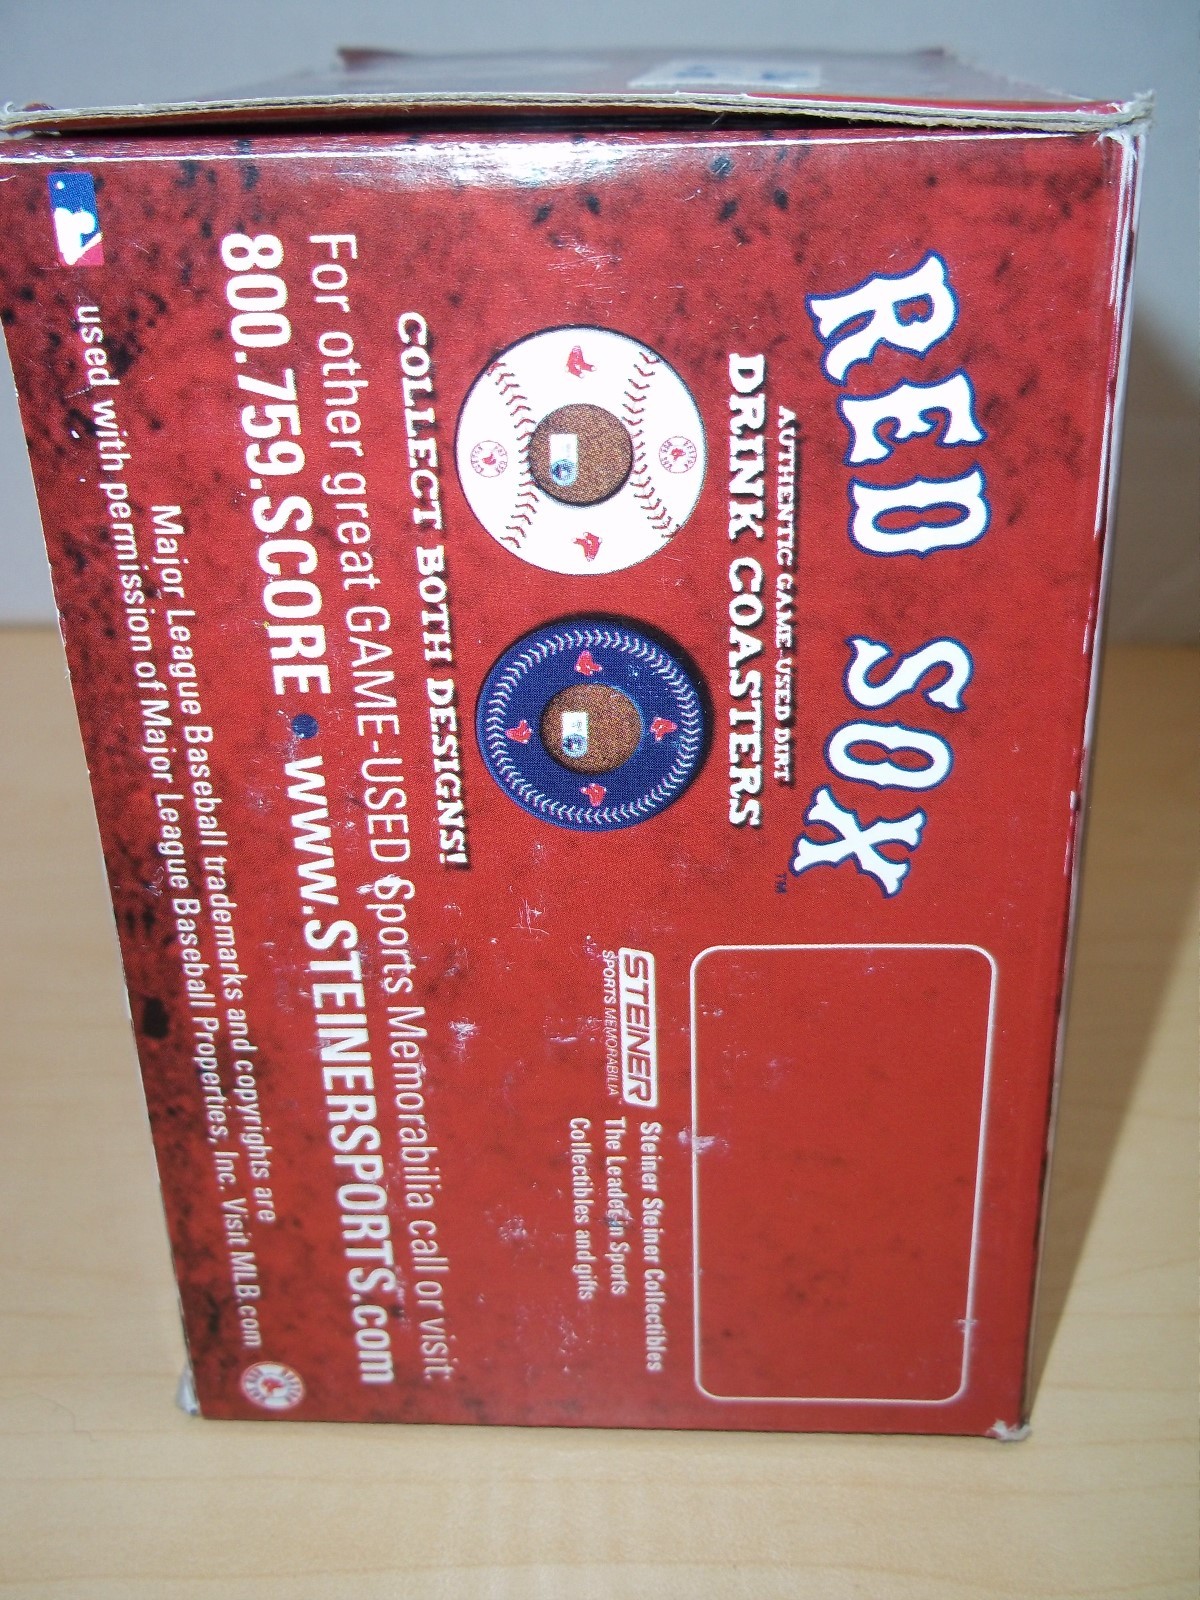 RED SOX™
AUTHENTIC GAME USED DIRT
DRINK COASTERS
COLLECT BOTH DESIGNS!
STEINER
SPORTS MEMORABILIA
Steiner Steiner Collectibles
The Leader in Sports
Collectibles and gifts
For other great GAME-USED Sports Memorabilia call or visit:
800.759.SCORE • www.STEINERSPORTS.com
Major League Baseball trademarks and copyrights are
used with permission of Major League Baseball Properties, Inc. Visit MLB.com